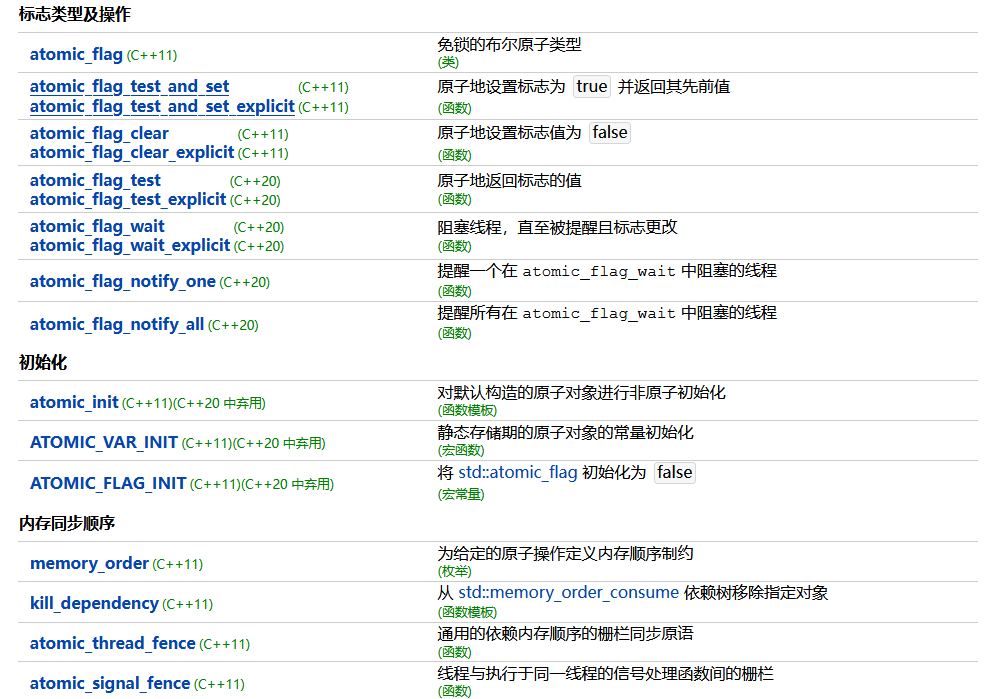 标志类型及操作
atomic_flag (C++11)
免锁的布尔原子类型
(类)
atomic_flag_test_and_set (C++11)
atomic_flag_test_and_set_explicit (C++11)
原子地设置标志为 true 并返回其先前值
(函数)
atomic_flag_clear (C++11)
atomic_flag_clear_explicit (C++11)
原子地设置标志值为 false
(函数)
atomic_flag_test (C++20)
atomic_flag_test_explicit (C++20)
原子地返回标志的值
(函数)
atomic_flag_wait (C++20)
atomic_flag_wait_explicit (C++20)
阻塞线程，直至被提醒且标志更改
(函数)
atomic_flag_notify_one (C++20)
提醒一个在 atomic_flag_wait 中阻塞的线程
(函数)
atomic_flag_notify_all (C++20)
提醒所有在 atomic_flag_wait 中阻塞的线程
(函数)
初始化
atomic_init (C++11)(C++20 中弃用)
对默认构造的原子对象进行非原子初始化
(函数模板)
ATOMIC_VAR_INIT (C++11)(C++20 中弃用)
静态存储期的原子对象的常量初始化
(宏函数)
ATOMIC_FLAG_INIT (C++11)(C++20 中弃用)
将 std::atomic_flag 初始化为 false
(宏常量)
内存同步顺序
memory_order (C++11)
为给定的原子操作定义内存顺序制约
(枚举)
kill_dependency (C++11)
从 std::memory_order_consume 依赖树移除指定对象
(函数模板)
atomic_thread_fence (C++11)
通用的依赖内存顺序的栅栏同步原语
(函数)
atomic_signal_fence (C++11)
线程与执行于同一线程的信号处理函数间的栅栏
(函数)